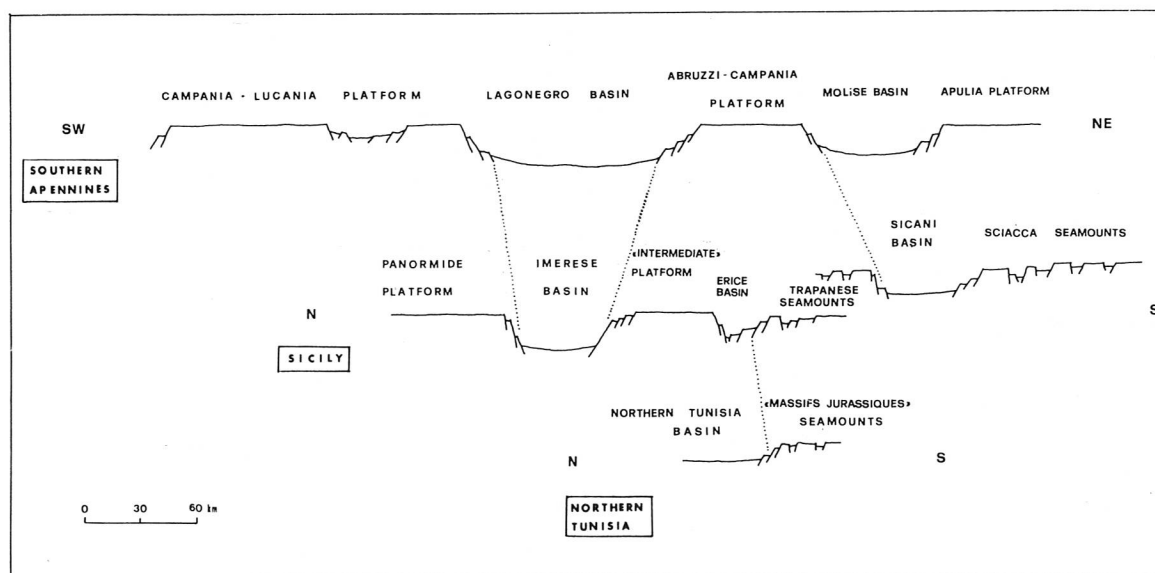 CAMPANIA - LUCANIA PLATFORM
LAGONEGRO BASIN
ABRUZZI-CAMPANIA
PLATFORM
MOLISE BASIN
APULIA PLATFORM
SW
NE
SOUTHERN
APENNINES
PANORMIDE
PLATFORM
IMERESE
BASIN
«INTERMEDIATE»
PLATFORM
ERICE
BASIN
TRAPANESE
SEAMOUNTS
SICANI
BASIN
SCIACCA SEAMOUNTS
N
S
SICILY
NORTHERN TUNISIA
BASIN
«MASSIFS JURASSIQUES»
SEAMOUNTS
N
S
0 30 60 km
NORTHERN
TUNISIA